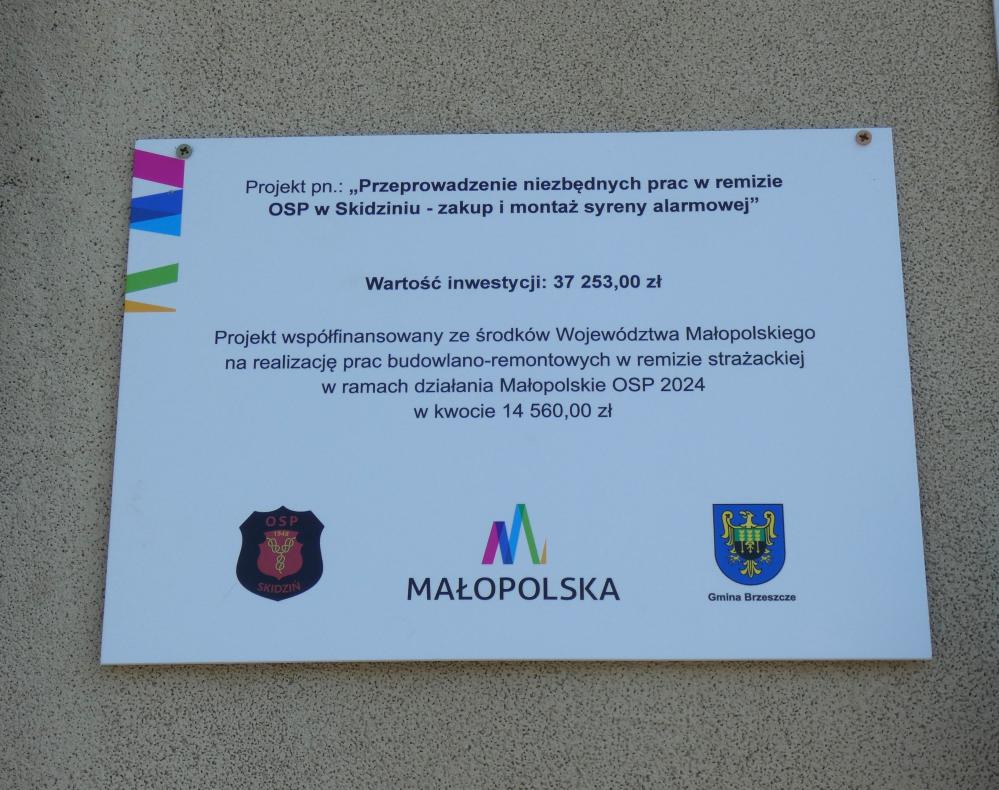 Projekt pn.: „Przeprowadzenie niezbędnych prac w remizie
OSP w Skidziniu - zakup i montaż syreny alarmowej”
Wartość inwestycji: 37 253,00 zł
Projekt współfinansowany ze środków Województwa Małopolskiego
na realizację prac budowlano-remontowych w remizie strażackiej
w ramach działania Małopolskie OSP 2024
w kwocie 14 560,00 zł
OSP
1948
SKIDZIŃ
MAŁOPOLSKA
Gmina Brzeszcze